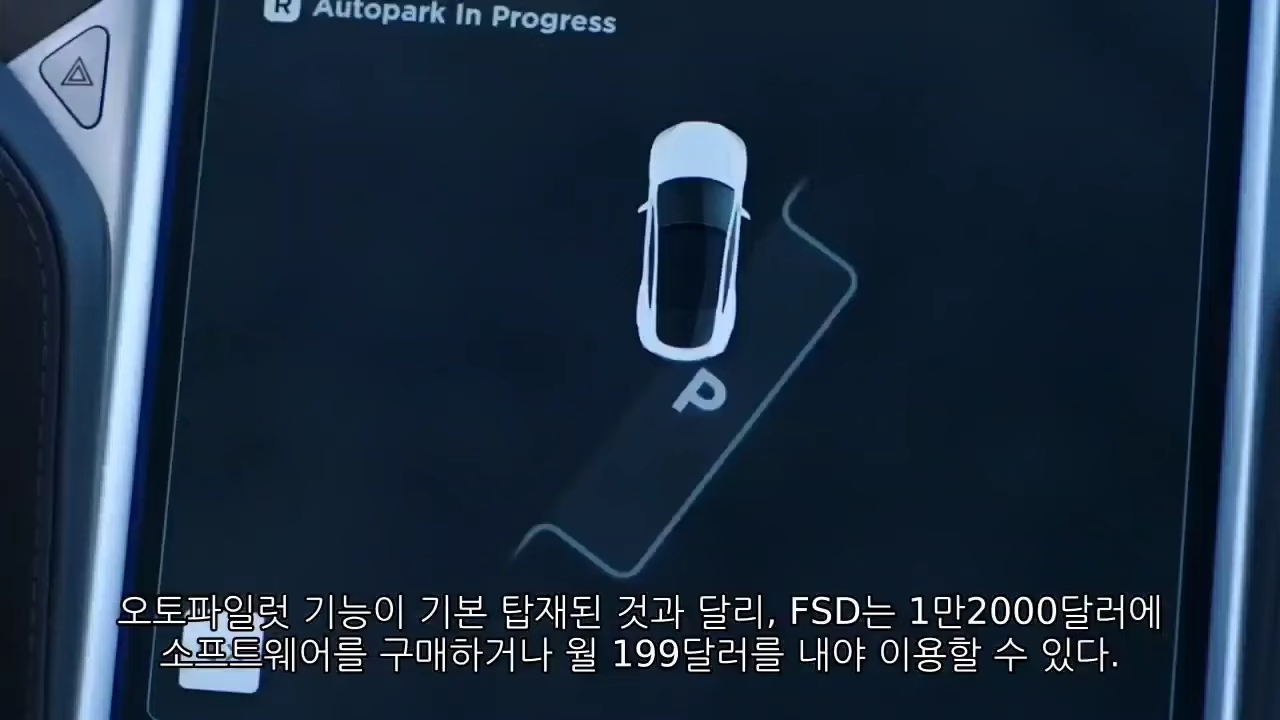 R Autopark In Progress
P
오토파일럿 기능이 기본 탑재된 것과 달리, FSD는 1만2000달러에
소프트웨어를 구매하거나 월 199달러를 내야 이용할 수 있다.